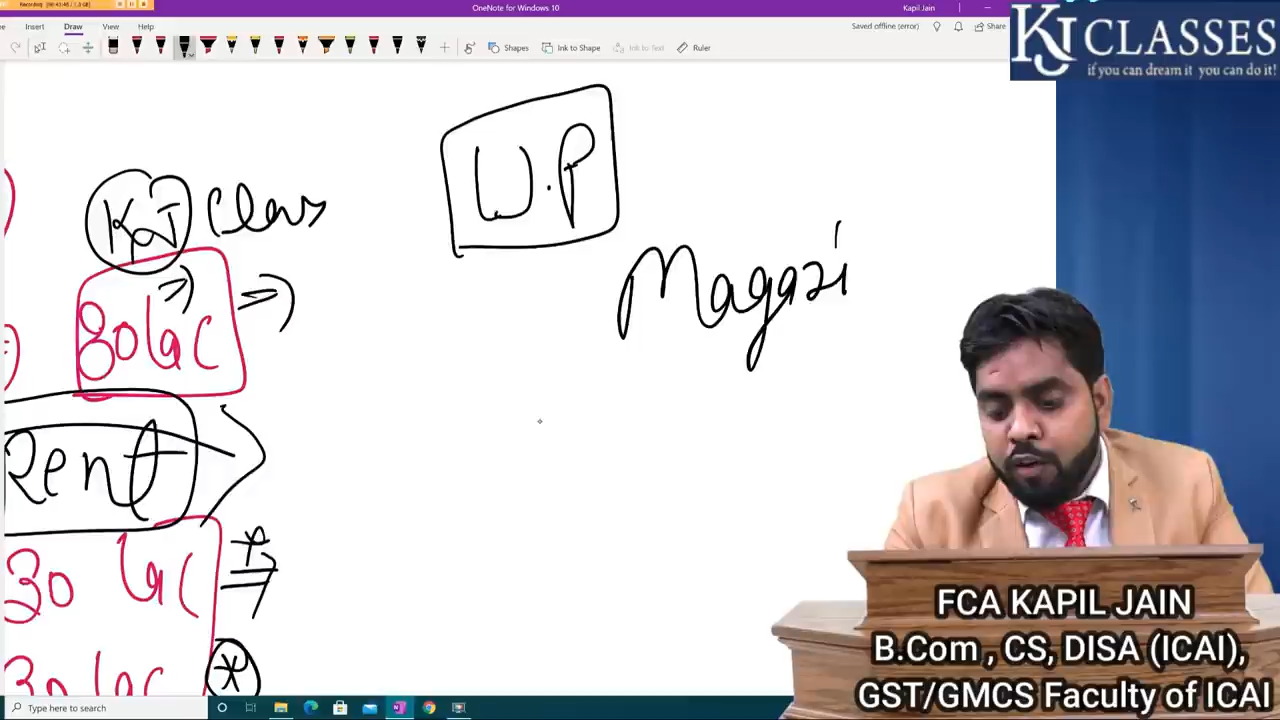 OneNote for Windows 10
Kapil Jain
Insert Draw History View Help
Saved offline (error)
Share
Shapes
Ink to Shape
Ink to Text
Ruler
KJ CLASSES
if you can dream it you can do it!
U.P
KJ Class
Magazi
30 lac
Rent
30 lac
30 lac
FCA KAPIL JAIN
B.Com , CS, DISA (ICAI),
GST/GMCS Faculty of ICAI
Type here to search